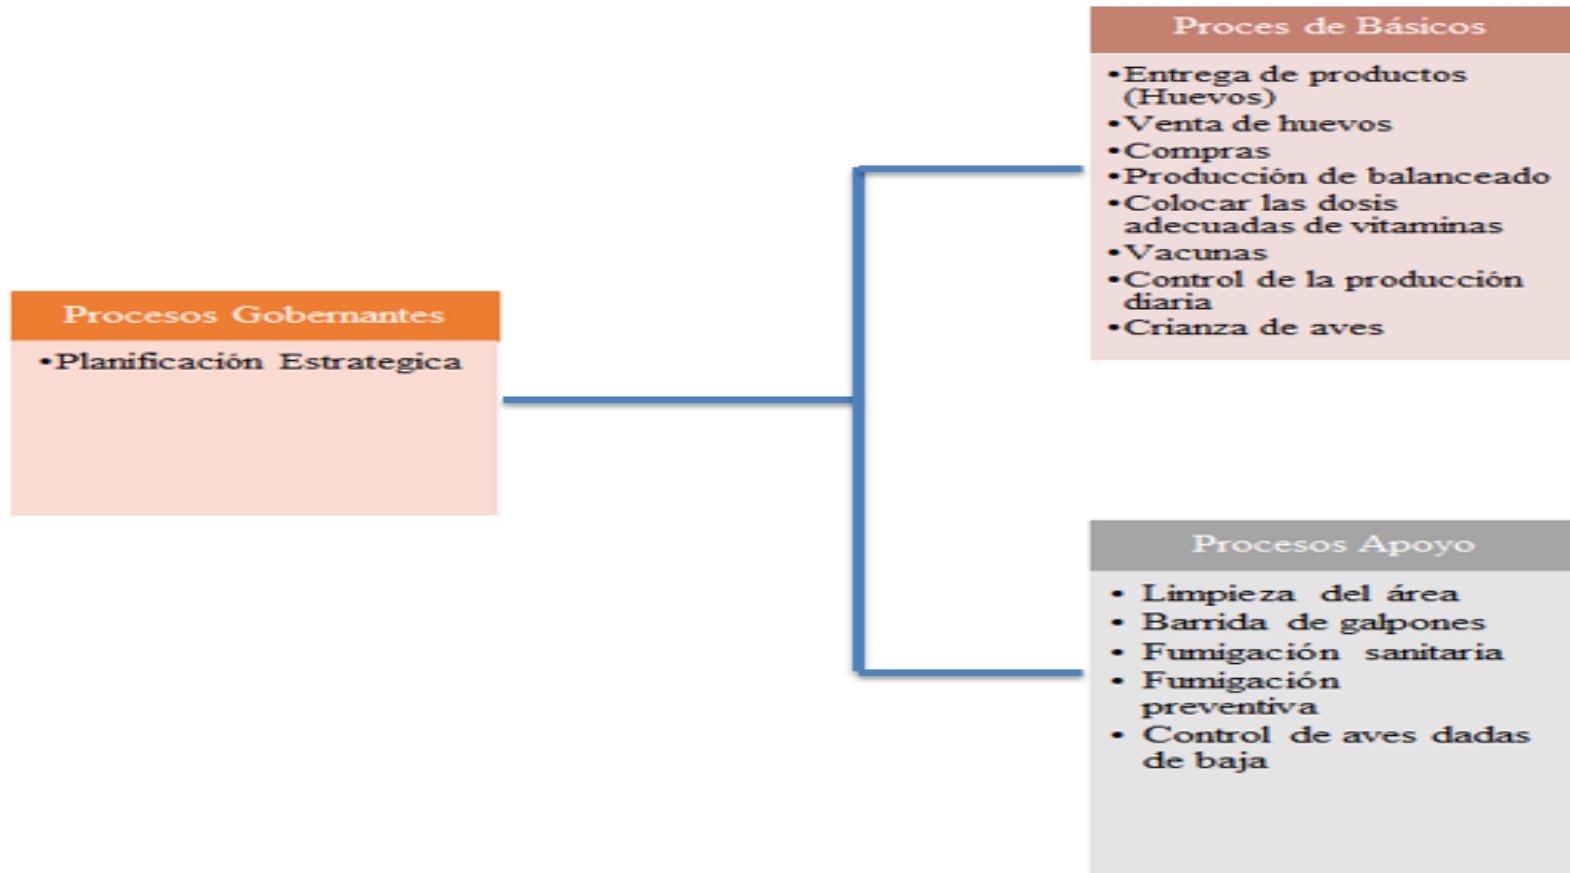 Procesos Gobernantes
•Planificación Estrategica
Proces de Básicos
•Entrega de productos
(Huevos)
•Venta de huevos
•Compras
•Producción de balanceado
•Colocar las dosis
adecuadas de vitaminas
•Vacunas
•Control de la producción
diaria
•Crianza de aves
Procesos Apoyo
• Limpieza del área
• Barrida de galpones
• Fumigación sanitaria
• Fumigación
preventiva
• Control de aves dadas
de baja